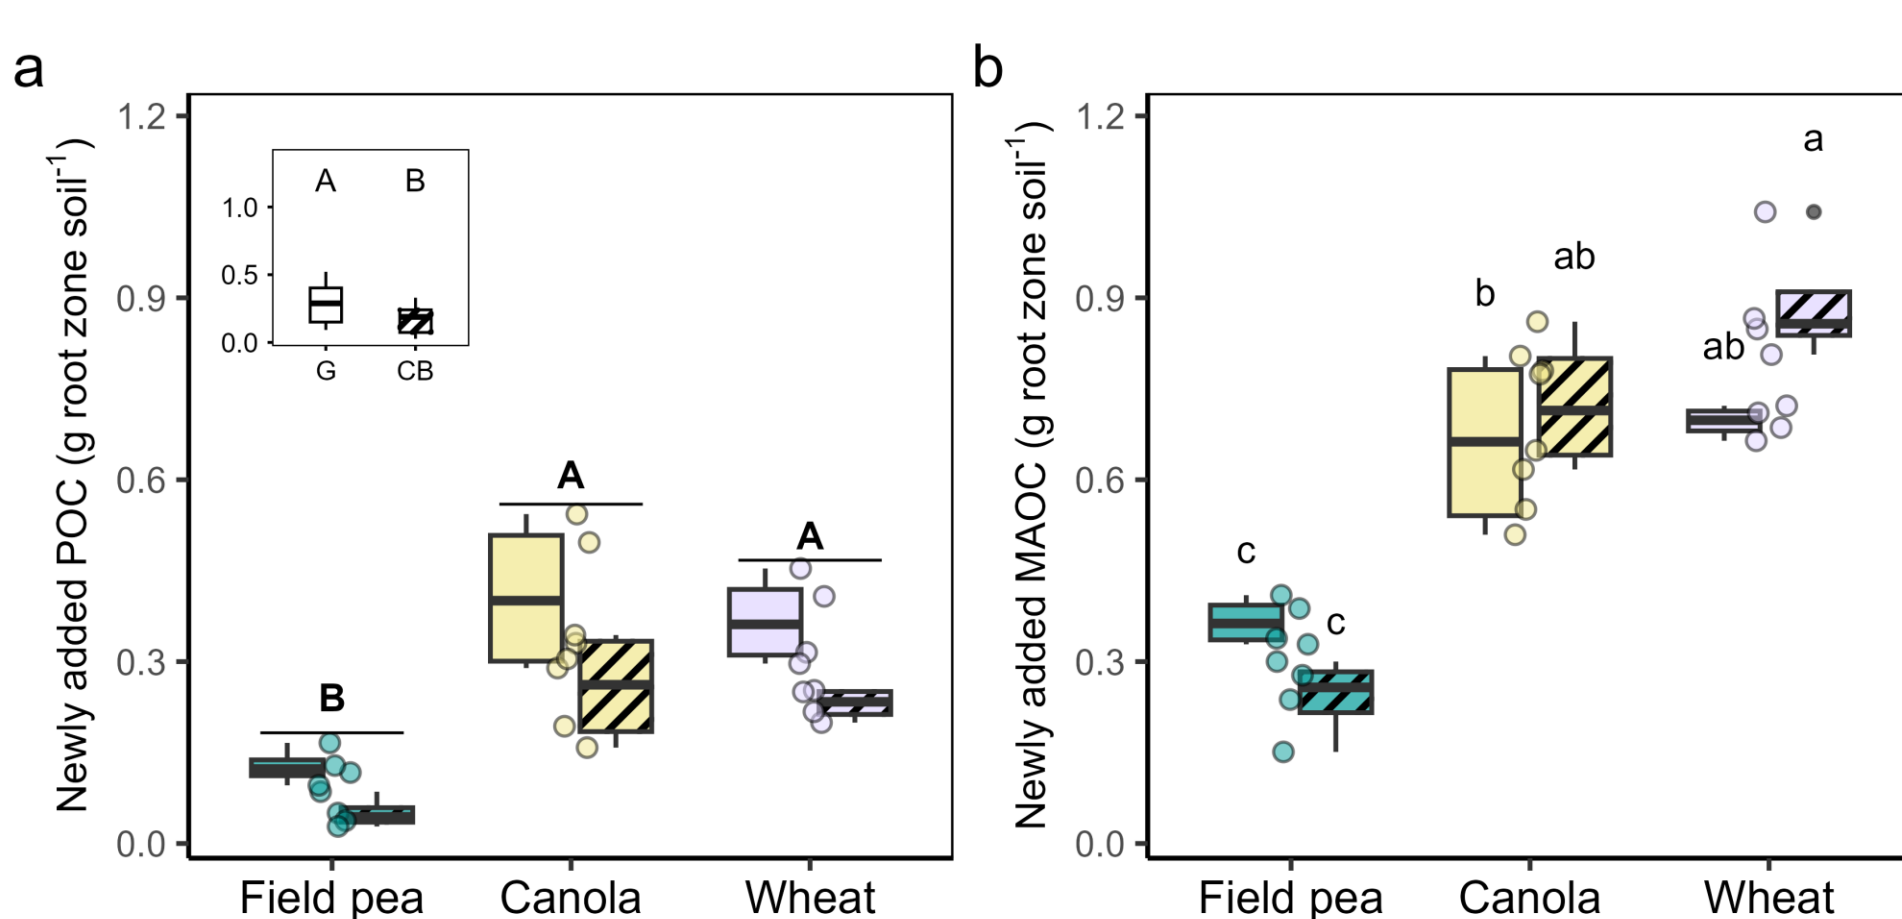 a
Newly added POC (g root zone soil⁻¹)
1.2
0.9
0.6
0.3
0.0
A B
1.0
0.5
0.0
G CB
B
A
A
Field pea Canola Wheat
b
Newly added MAOC (g root zone soil⁻¹)
1.2
0.9
0.6
0.3
0.0
c
c
b
ab
ab
a
Field pea Canola Wheat